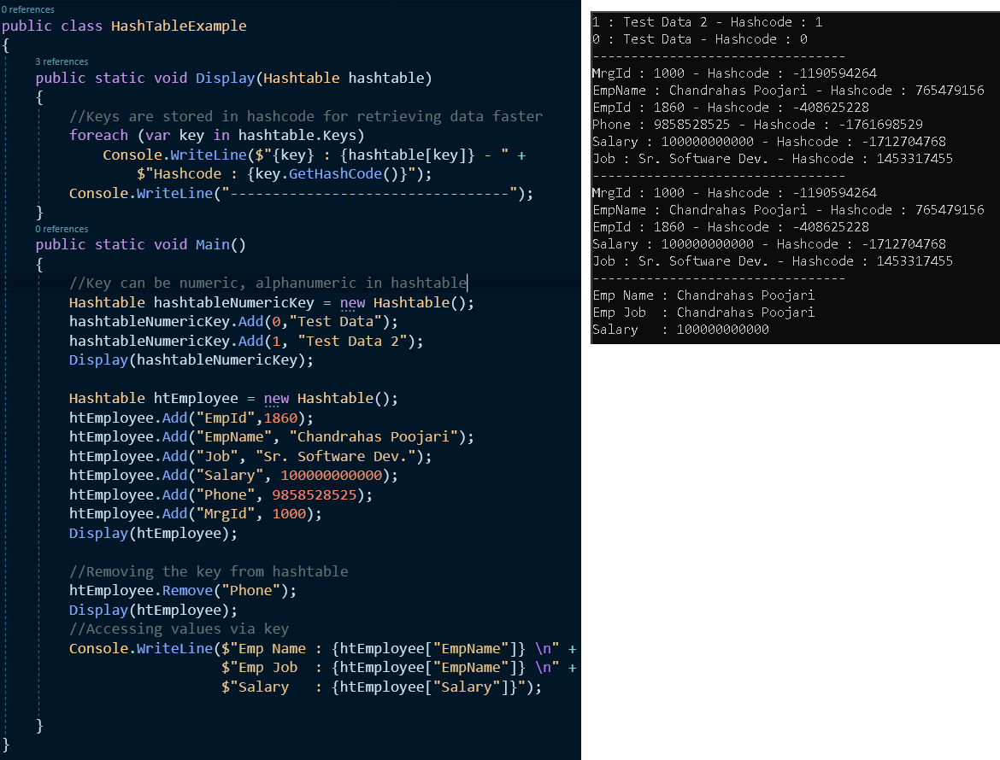 0 references
public class HashTableExample
{
3 references
public static void Display(Hashtable hashtable)
{
//Keys are stored in hashcode for retrieving data faster
foreach (var key in hashtable.Keys)
Console.WriteLine($"{key} : {hashtable[key]} - " +
$"Hashcode : {key.GetHashCode()}");
Console.WriteLine("---------------------------------");
}
0 references
public static void Main()
{
//Key can be numeric, alphanumeric in hashtable
Hashtable hashtableNumericKey = new Hashtable();
hashtableNumericKey.Add(0,"Test Data");
hashtableNumericKey.Add(1, "Test Data 2");
Display(hashtableNumericKey);
Hashtable htEmployee = new Hashtable();
htEmployee.Add("EmpId",1860);
htEmployee.Add("EmpName", "Chandrahas Poojari");
htEmployee.Add("Job", "Sr. Software Dev.");
htEmployee.Add("Salary", 100000000000);
htEmployee.Add("Phone", 9858528525);
htEmployee.Add("MrgId", 1000);
Display(htEmployee);
//Removing the key from hashtable
htEmployee.Remove("Phone");
Display(htEmployee);
//Accessing values via key
Console.WriteLine($"Emp Name : {htEmployee["EmpName"]} \n" +
$"Emp Job  : {htEmployee["EmpName"]} \n" +
$"Salary   : {htEmployee["Salary"]}");
}
}
1 : Test Data 2 - Hashcode : 1
0 : Test Data - Hashcode : 0
---------------------------------
MrgId : 1000 - Hashcode : -1190594264
EmpName : Chandrahas Poojari - Hashcode : 765479156
EmpId : 1860 - Hashcode : -408625228
Phone : 9858528525 - Hashcode : -1761698529
Salary : 100000000000 - Hashcode : -1712704768
Job : Sr. Software Dev. - Hashcode : 1453317455
---------------------------------
MrgId : 1000 - Hashcode : -1190594264
EmpName : Chandrahas Poojari - Hashcode : 765479156
EmpId : 1860 - Hashcode : -408625228
Salary : 100000000000 - Hashcode : -1712704768
Job : Sr. Software Dev. - Hashcode : 1453317455
---------------------------------
Emp Name : Chandrahas Poojari
Emp Job  : Chandrahas Poojari
Salary   : 100000000000